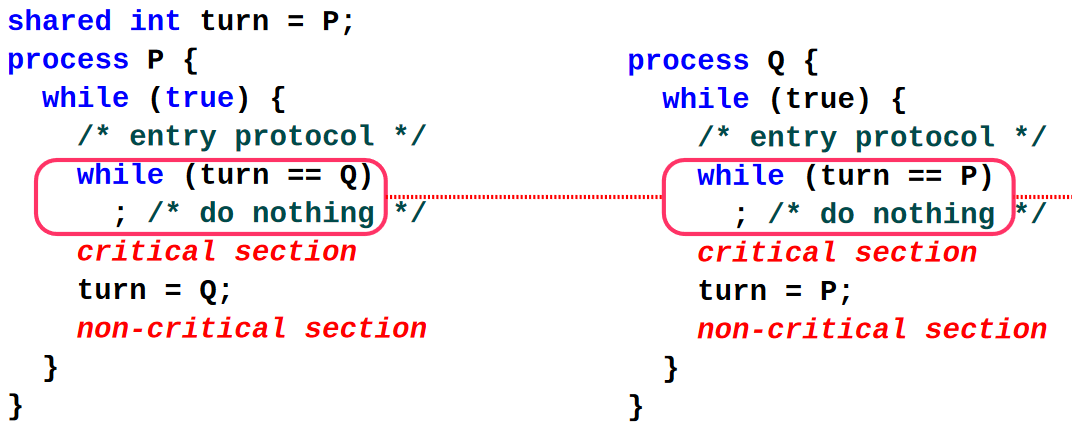 shared int turn = P;
process P {
while (true) {
/* entry protocol */
while (turn == Q)
; /* do nothing */
critical section
turn = Q;
non-critical section
}
}
process Q {
while (true) {
/* entry protocol */
while (turn == P)
; /* do nothing */
critical section
turn = P;
non-critical section
}
}